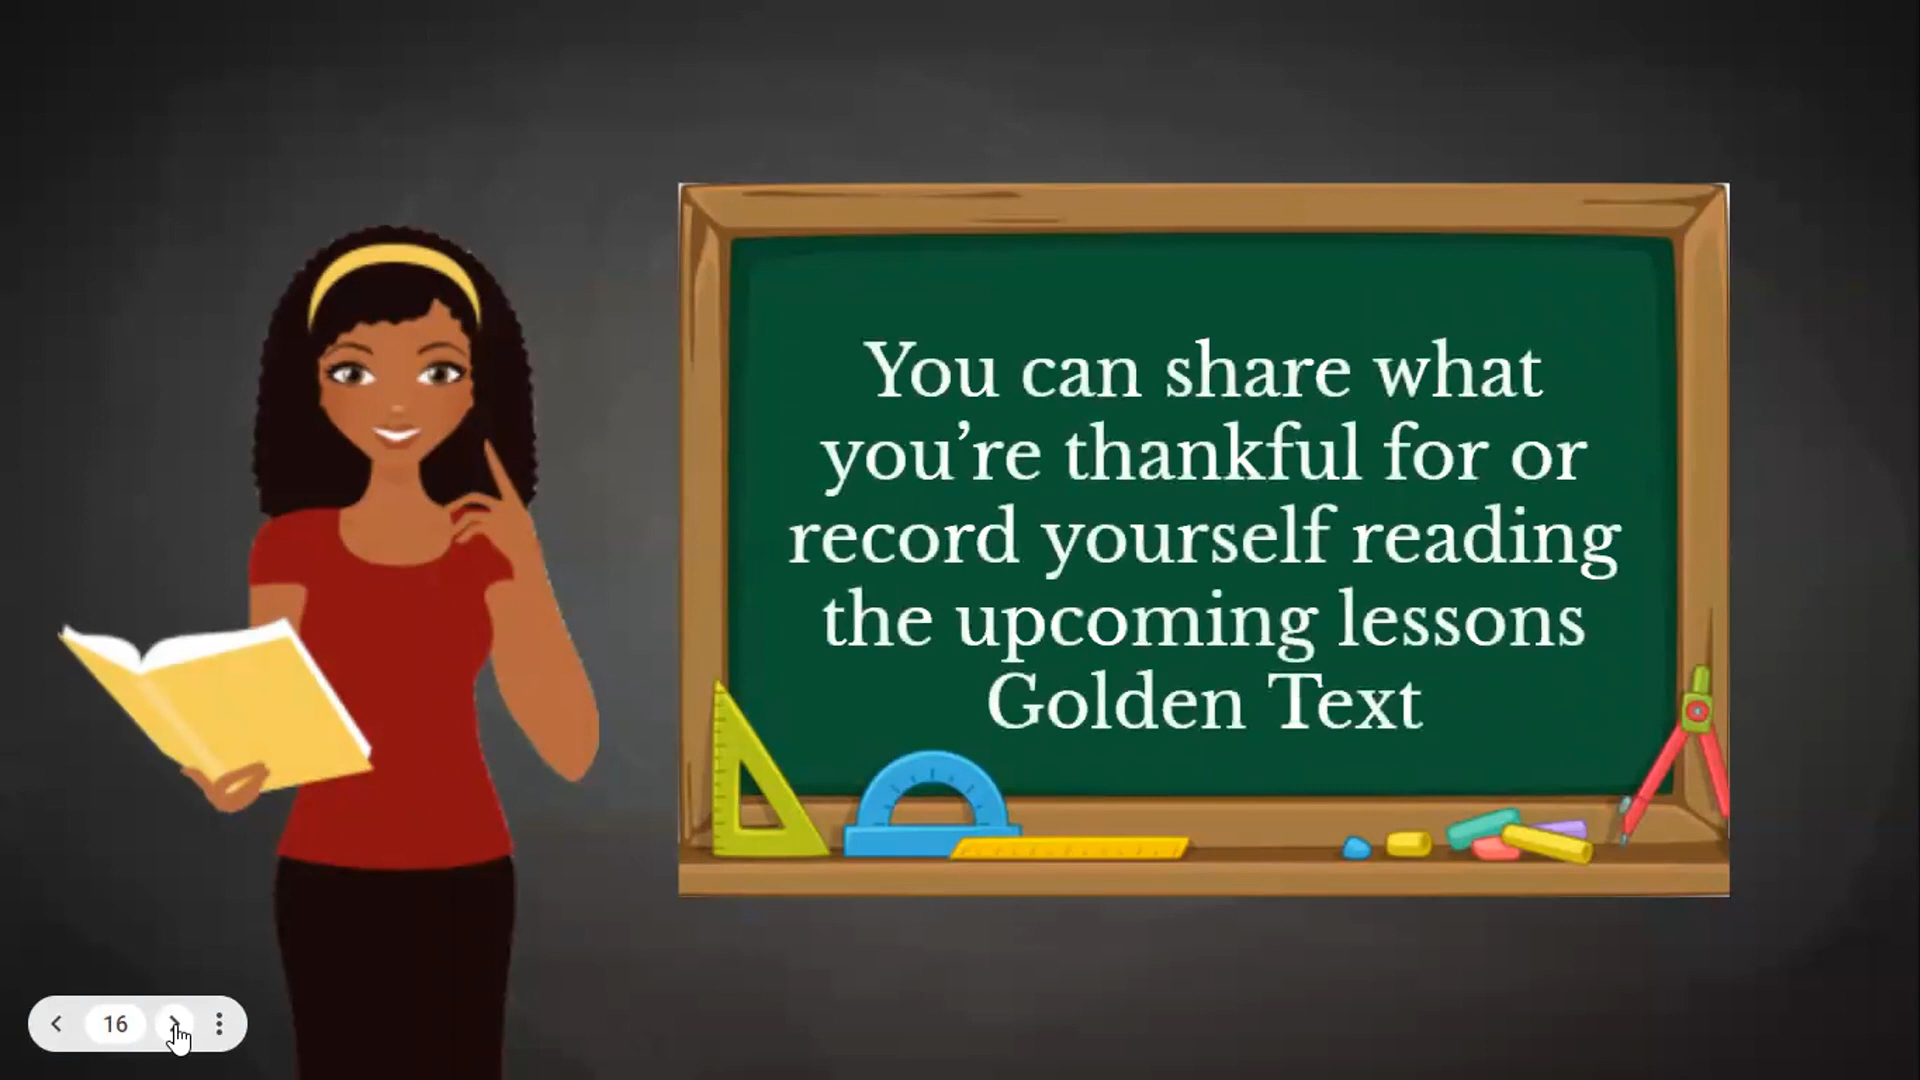 You can share what
you’re thankful for or
record yourself reading
the upcoming lessons
Golden Text
16